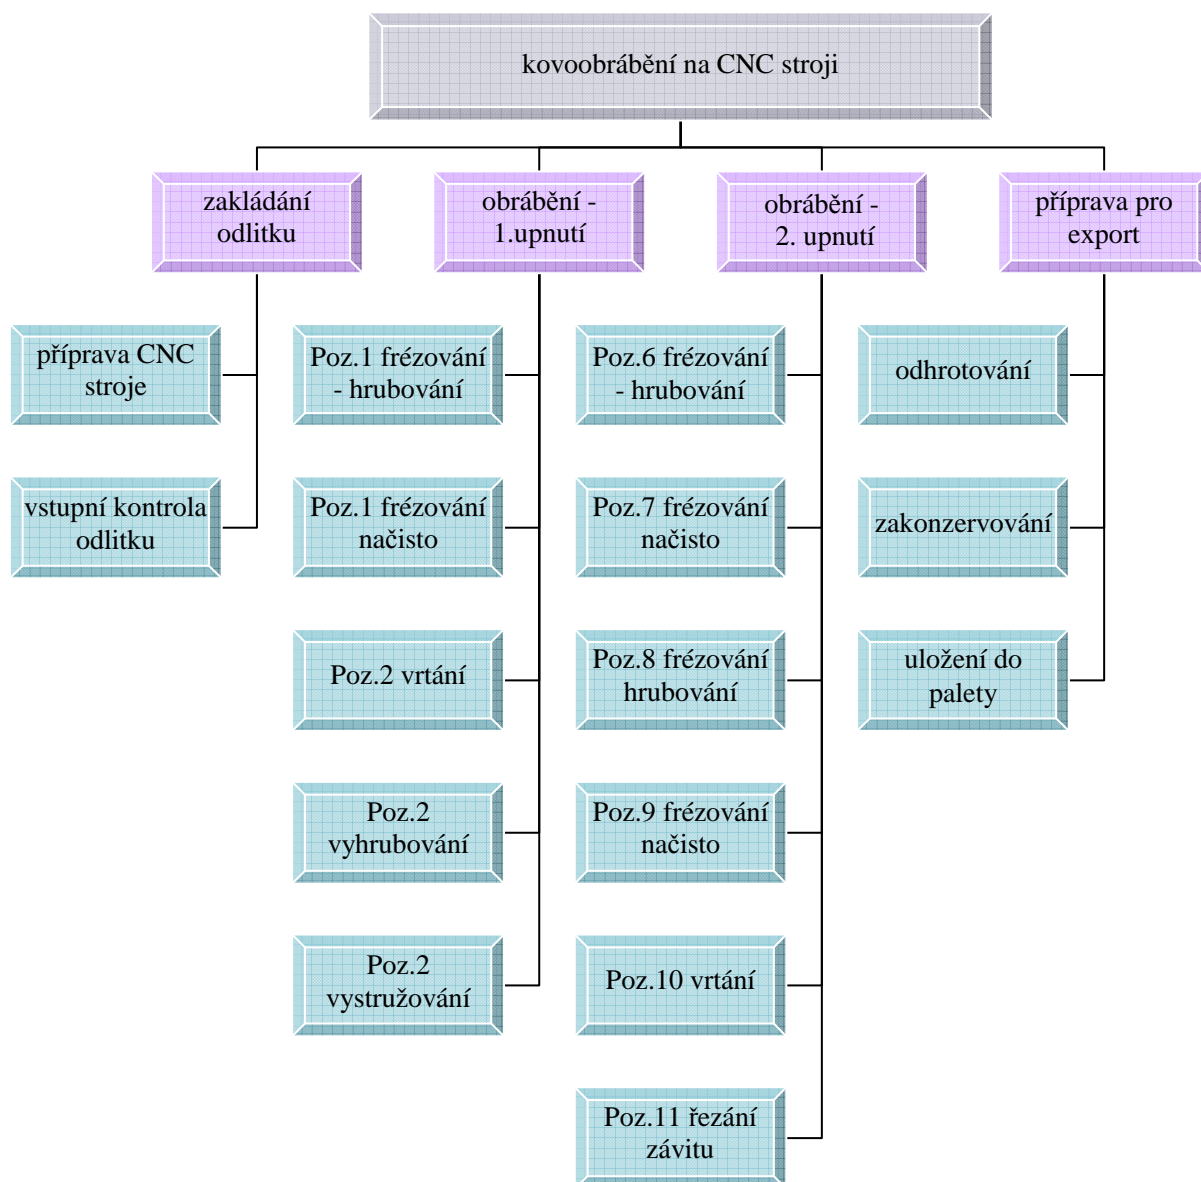 kovoobrábění na CNC stroji
zakládání
odlitku
obrábění -
1.upnutí
obrábění -
2. upnutí
příprava pro
export
příprava CNC
stroje
vstupní kontrola
odlitku
Poz.1 frézování
- hrubování
Poz.1 frézování
načisto
Poz.2 vrtání
Poz.2
vyhrubování
Poz.2
vystružování
Poz.6 frézování
- hrubování
Poz.7 frézování
načisto
Poz.8 frézování
hrubování
Poz.9 frézování
načisto
Poz.10 vrtání
Poz.11 řezání
závitu
odhrotování
zakonzervování
uložení do
palety